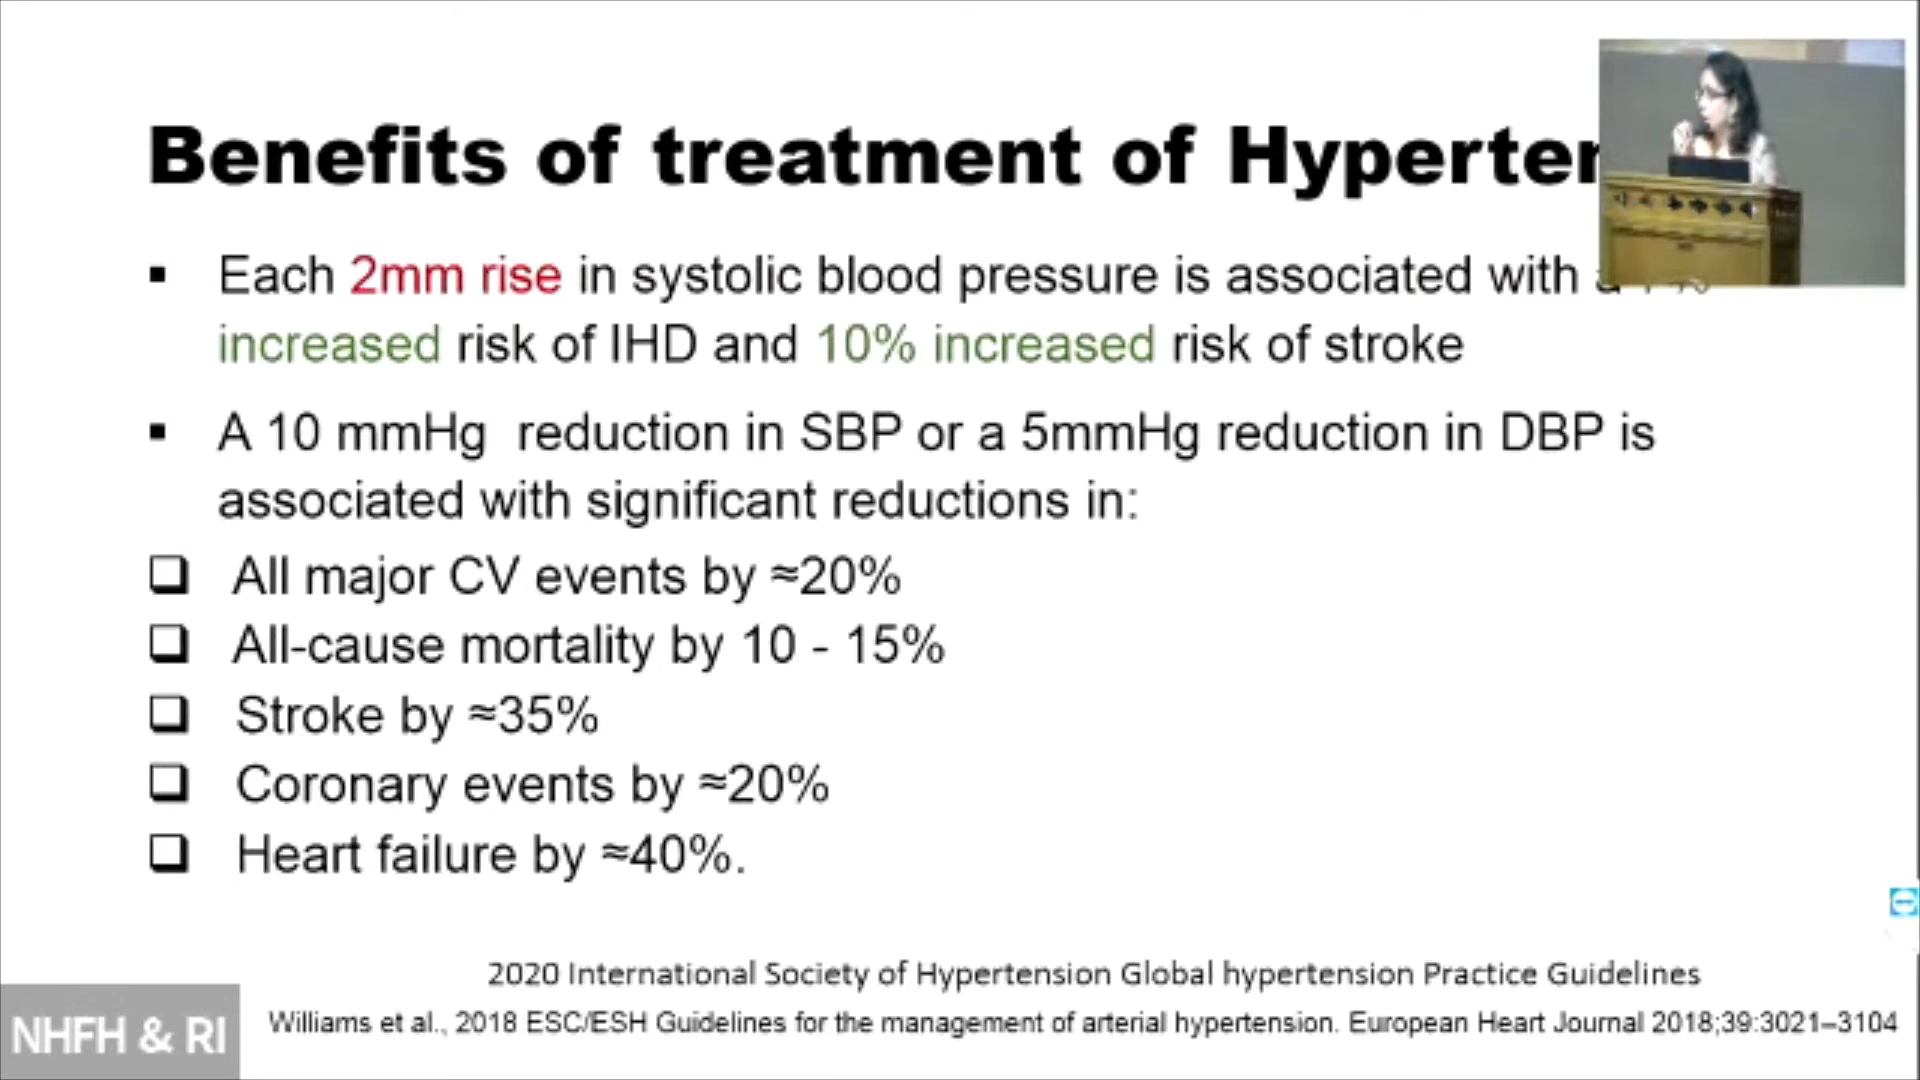 Benefits of treatment of Hyperten
▪ Each 2mm rise in systolic blood pressure is associated with a
increased risk of IHD and 10% increased risk of stroke
▪ A 10 mmHg reduction in SBP or a 5mmHg reduction in DBP is
associated with significant reductions in:
❑ All major CV events by ≈20%
❑ All-cause mortality by 10 - 15%
❑ Stroke by ≈35%
❑ Coronary events by ≈20%
❑ Heart failure by ≈40%.
2020 International Society of Hypertension Global hypertension Practice Guidelines
Williams et al., 2018 ESC/ESH Guidelines for the management of arterial hypertension. European Heart Journal 2018;39:3021–3104
NHFH & RI